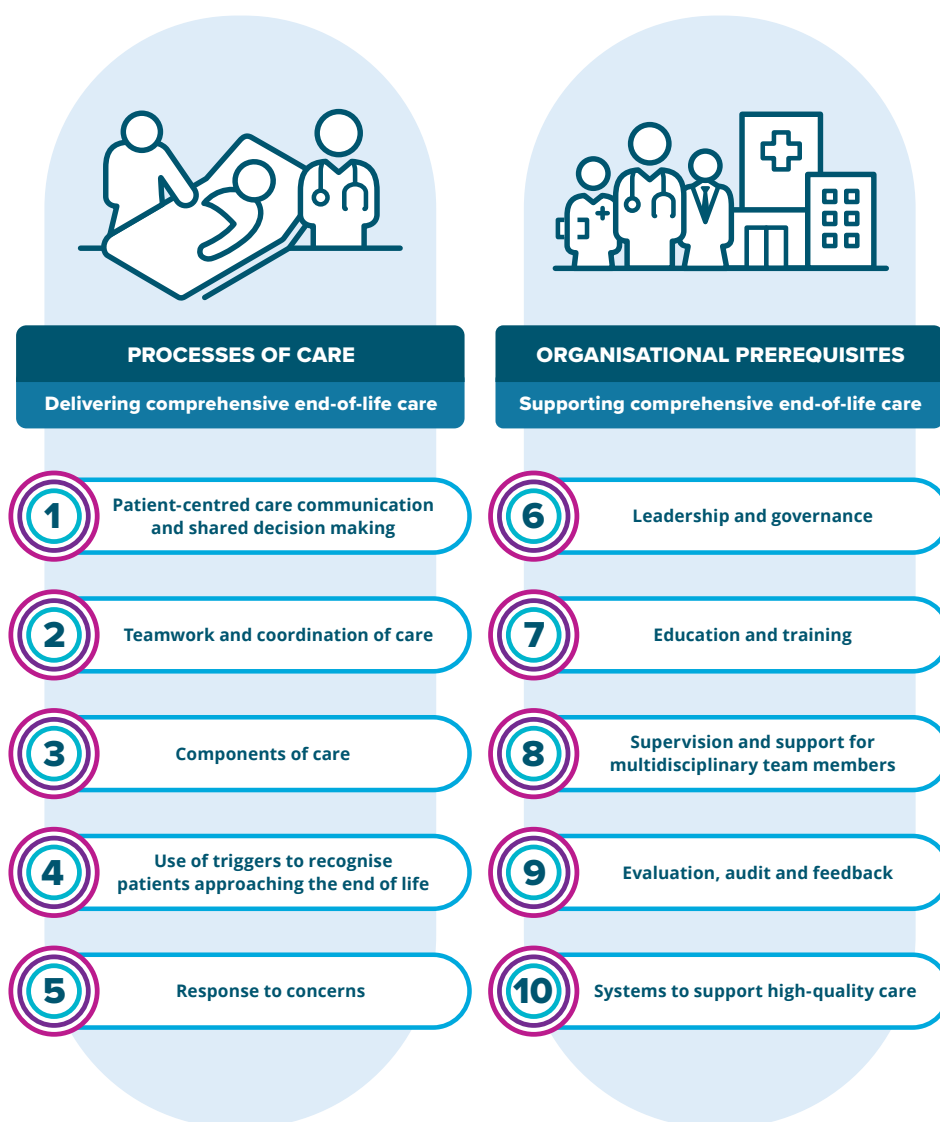 PROCESSES OF CARE
Delivering comprehensive end-of-life care
1
Patient-centred care communication
and shared decision making
2
Teamwork and coordination of care
3
Components of care
4
Use of triggers to recognise
patients approaching the end of life
5
Response to concerns
ORGANISATIONAL PREREQUISITES
Supporting comprehensive end-of-life care
6
Leadership and governance
7
Education and training
8
Supervision and support for
multidisciplinary team members
9
Evaluation, audit and feedback
10
Systems to support high-quality care